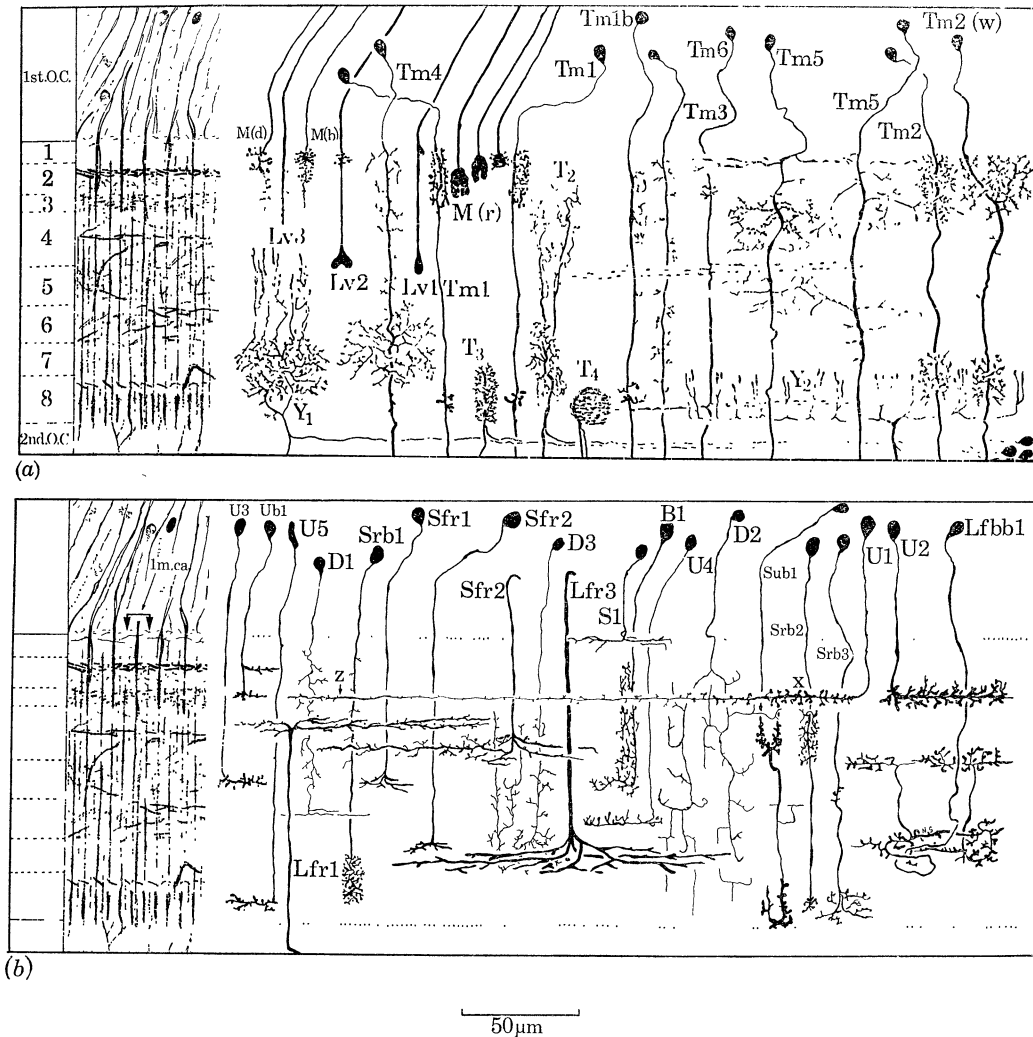 1st.O.C.
1
2
3
4
5
6
7
8
2nd.O.C
M(d)
M(b)
Lv3
Lv2
Tm4
Lv1
Tm1
M(r)
Tm1
T2
T3
T4
Y1
Tm1b
Tm3
Tm6
Tm5
Y2
Tm5
Tm2
Tm2 (w)
(a)
1m.ca.
U3
Ub1
U5
D1
Srb1
Sfr1
Sfr2
Sfr2
D3
Lfr3
S1
B1
U4
D2
Sub1
Srb2
Srb3
U1
U2
Lfbb1
z
x
Lfr1
(b)
50µm